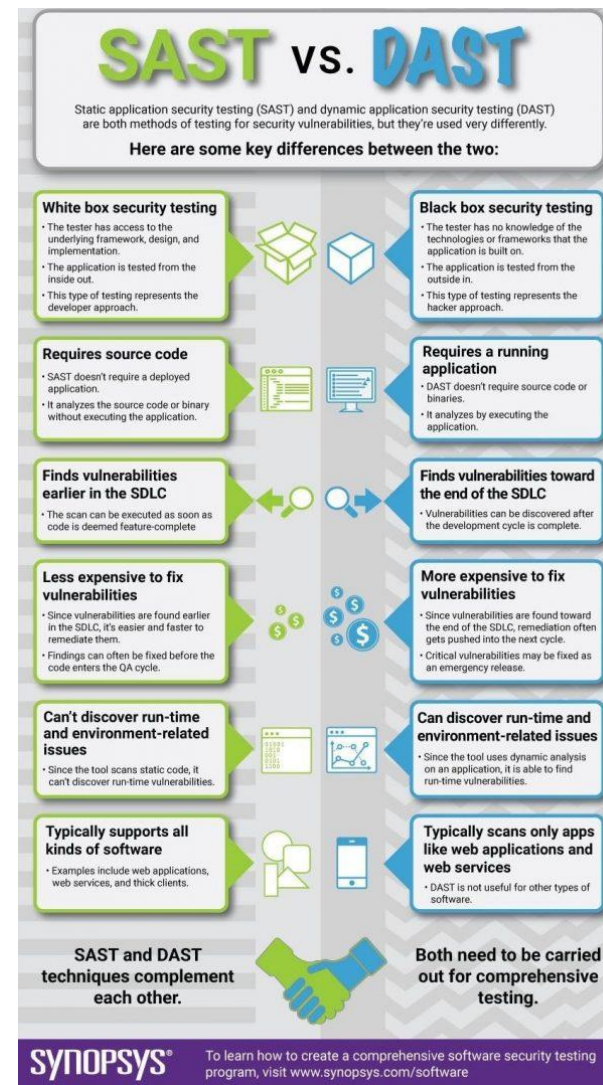 SAST vs. DAST
Static application security testing (SAST) and dynamic application security testing (DAST)
are both methods of testing for security vulnerabilities, but they're used very differently.
Here are some key differences between the two:
White box security testing
• The tester has access to the
underlying framework, design, and
implementation.
• The application is tested from the
inside out.
• This type of testing represents the
developer approach.
Black box security testing
• The tester has no knowledge of the
technologies or frameworks that the
application is built on.
• The application is tested from the
outside in.
• This type of testing represents the
hacker approach.
Requires source code
• SAST doesn't require a deployed
application.
• It analyzes the source code or binary
without executing the application.
Requires a running
application
• DAST doesn't require source code or
binaries.
• It analyzes by executing the
application.
Finds vulnerabilities
earlier in the SDLC
• The scan can be executed as soon as
code is deemed feature-complete
Finds vulnerabilities toward
the end of the SDLC
• Vulnerabilities can be discovered after
the development cycle is complete.
Less expensive to fix
vulnerabilities
• Since vulnerabilities are found earlier
in the SDLC, it's easier and faster to
remediate them.
• Findings can often be fixed before the
code enters the QA cycle.
$
$
$
$
$
$
$
$
More expensive to fix
vulnerabilities
• Since vulnerabilities are found toward
the end of the SDLC, remediation often
gets pushed into the next cycle.
• Critical vulnerabilities may be fixed as
an emergency release.
Can't discover run-time
and environment-related
issues
• Since the tool scans static code, it
can't discover run-time vulnerabilities.
Can discover run-time and
environment-related issues
• Since the tool uses dynamic analysis
on an application, it is able to find
run-time vulnerabilities.
Typically supports all
kinds of software
• Examples include web applications,
web services, and thick clients.
Typically scans only apps
like web applications and
web services
• DAST is not useful for other types of
software.
SAST and DAST
techniques complement
each other.
Both need to be carried
out for comprehensive
testing.
SYNOPSYS®
To learn how to create a comprehensive software security testing
program, visit www.synopsys.com/software